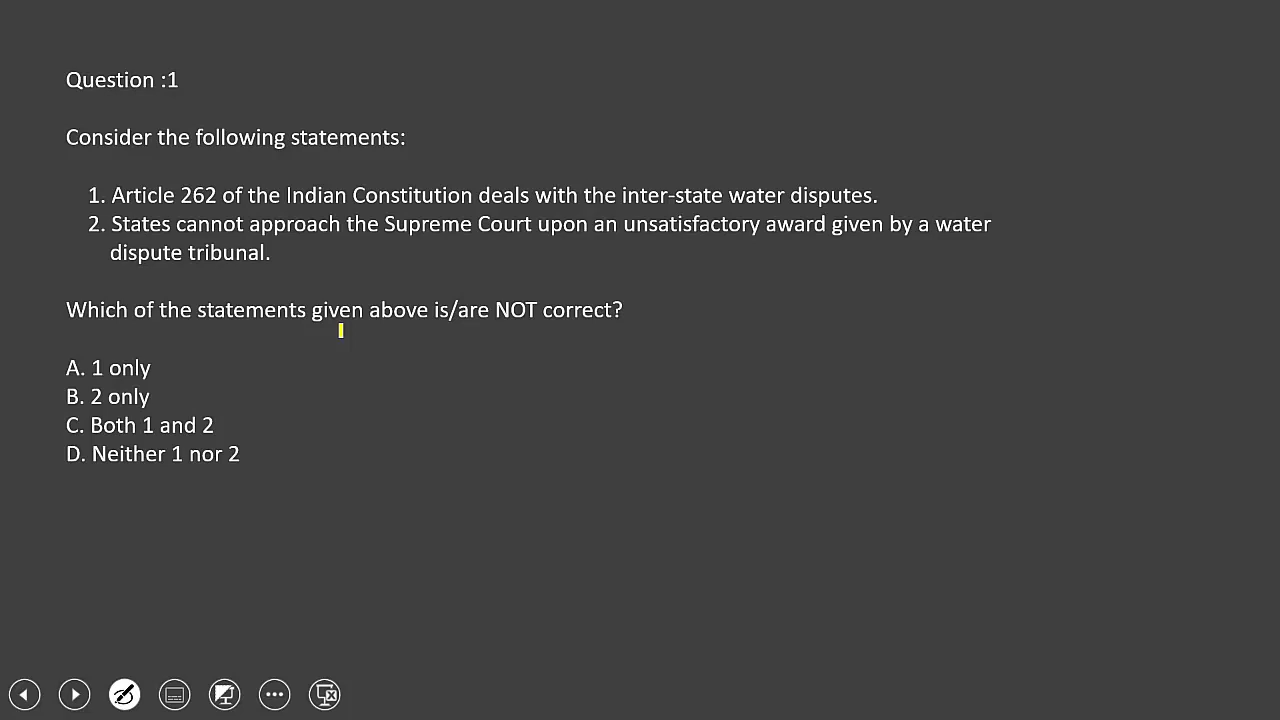 Question :1
Consider the following statements:
1. Article 262 of the Indian Constitution deals with the inter-state water disputes.
2. States cannot approach the Supreme Court upon an unsatisfactory award given by a water
dispute tribunal.
Which of the statements given above is/are NOT correct?
A. 1 only
B. 2 only
C. Both 1 and 2
D. Neither 1 nor 2